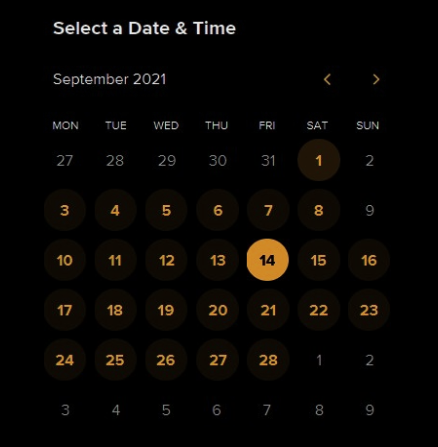 Select a Date & Time
September 2021
MON TUE WED THU FRI SAT SUN
27 28 29 30 31 1 2
3 4 5 6 7 8 9
10 11 12 13 14 15 16
17 18 19 20 21 22 23
24 25 26 27 28 1 2
3 4 5 6 7 8 9